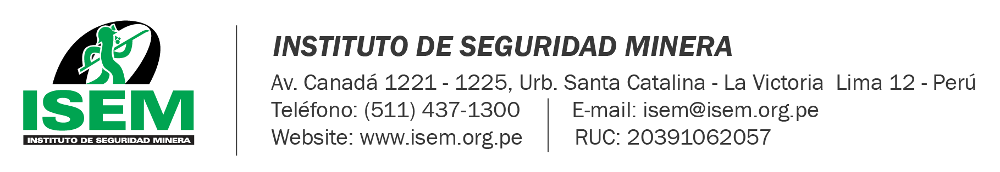 ISEM
INSTITUTO DE SEGURIDAD MINERA
INSTITUTO DE SEGURIDAD MINERA
Av. Canadá 1221 - 1225, Urb. Santa Catalina - La Victoria Lima 12 - Perú
Teléfono: (511) 437-1300 E-mail: isem@isem.org.pe
Website: www.isem.org.pe RUC: 20391062057